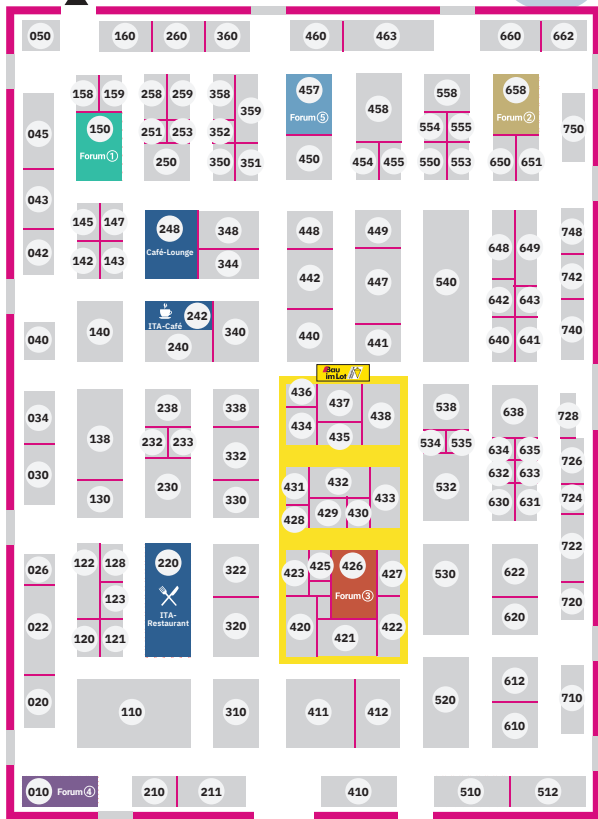 050 160 260 360 460 463 660 662
158 159 258 259 358 359 457 458 558 658
045 150 251 253 352 Forum 5 554 555 Forum 2 750
Forum 1 250 350 351 450 454 455 550 553 650 651
043
042 145 147 248 348 448 449 540 648 649 748
142 143 Café-Lounge 344 442 447 642 643 742
040 140 242 340 440 441 640 641 740
ITA-Café
240
Bau
im Lot
034 138 238 338 436 437 438 538 638 728
232 233 332 434 435 534 535 634 635 726
030 130 230 330 431 432 433 532 632 633 724
428 429 430 630 631
026 122 128 220 322 423 425 426 427 530 622 722
022 123 ITA-
Restaurant
Forum 3
120 121 320 420 421 422 620 720
020 110 310 411 412 520 612 710
610
010 Forum 4 210 211 410 510 512